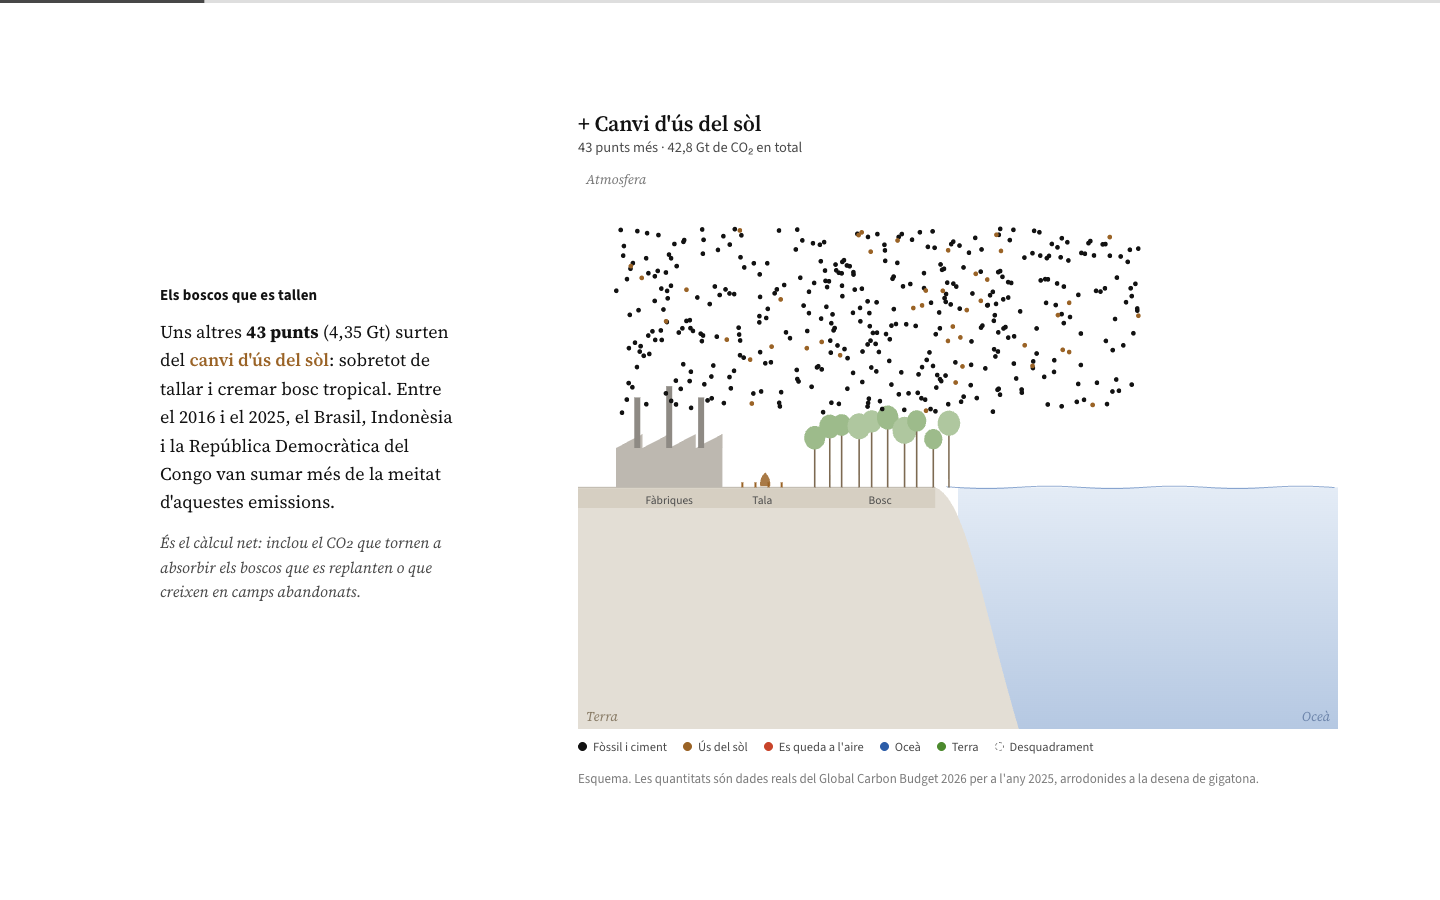 Els boscos que es tallen
Uns altres 43 punts (4,35 Gt) surten
del canvi d'ús del sòl: sobretot de
tallar i cremar bosc tropical. Entre
el 2016 i el 2025, el Brasil, Indonèsia
i la República Democràtica del
Congo van sumar més de la meitat
d'aquestes emissions.
És el càlcul net: inclou el CO₂ que tornen a
absorbir els boscos que es replanten o que
creixen en camps abandonats.
+ Canvi d'ús del sòl
43 punts més · 42,8 Gt de CO₂ en total
Atmosfera
Fàbriques
Tala
Bosc
Terra
Oceà
Fòssil i ciment
Ús del sòl
Es queda a l'aire
Oceà
Terra
Desquadrament
Esquema. Les quantitats són dades reals del Global Carbon Budget 2026 per a l'any 2025, arrodonides a la desena de gigatona.